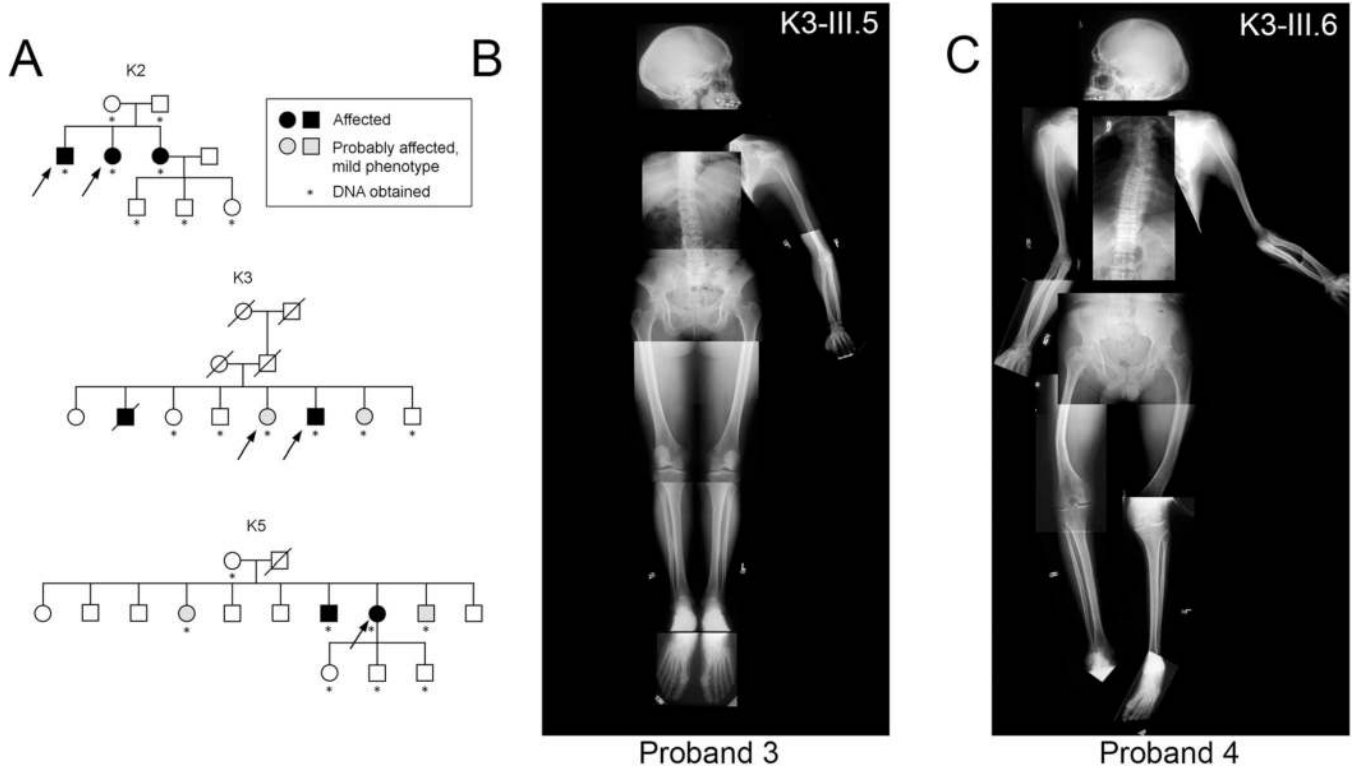 A
K2
Affected
Probably affected,
mild phenotype
* DNA obtained
* *
* * *
* * *
K3
* * * * * *
K5
*
* * * *
* * *
B
K3-III.5
Proband 3
C
K3-III.6
Proband 4